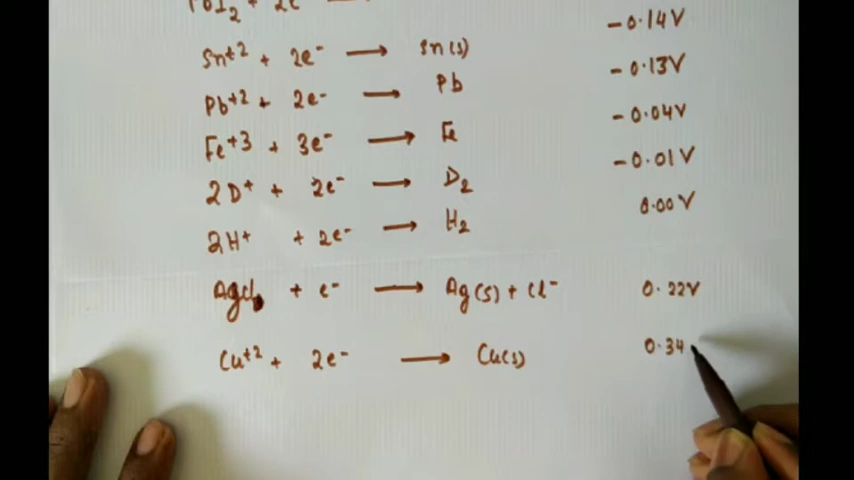 PbI₂ + 2e⁻
Sn⁺² + 2e⁻ ⟶ Sn(s) -0.14V
Pb⁺² + 2e⁻ ⟶ Pb -0.13V
Fe⁺³ + 3e⁻ ⟶ Fe -0.04V
2D⁺ + 2e⁻ ⟶ D₂ -0.01V
2H⁺ + 2e⁻ ⟶ H₂ 0.00V
AgCl + e⁻ ⟶ Ag(s) + Cl⁻ 0.22V
Cu⁺² + 2e⁻ ⟶ Cu(s) 0.34